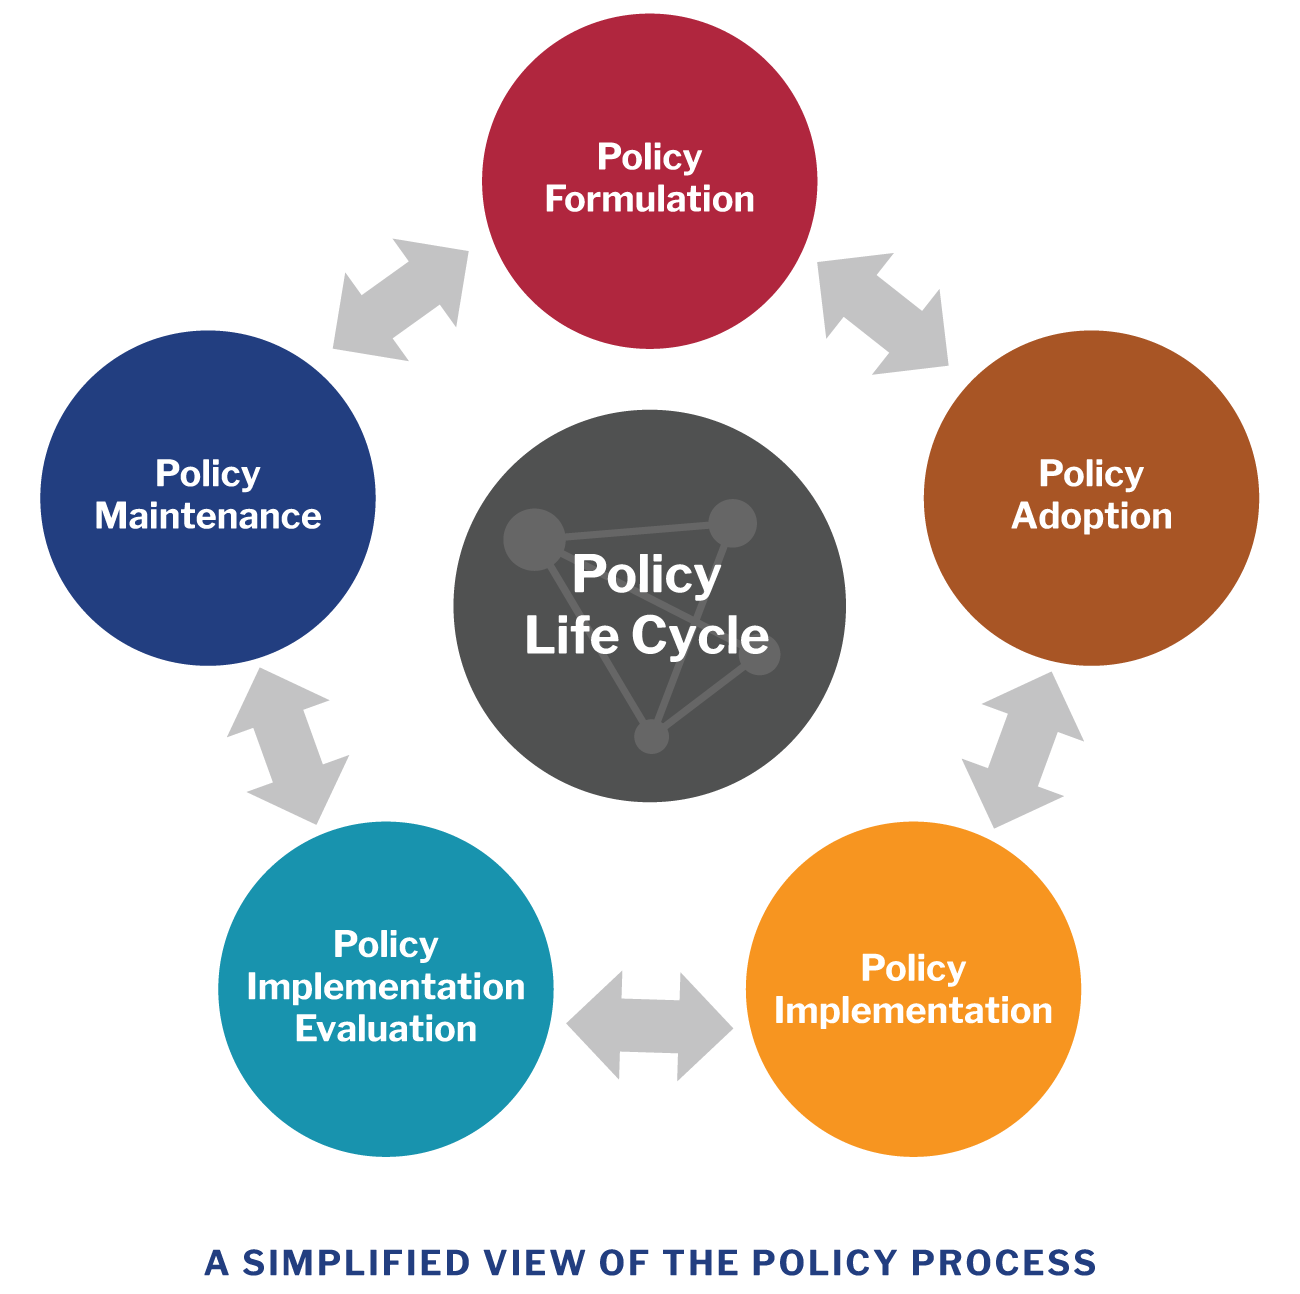 Policy
Formulation
Policy
Maintenance
Policy
Adoption
Policy
Life Cycle
Policy
Implementation
Evaluation
Policy
Implementation
A SIMPLIFIED VIEW OF THE POLICY PROCESS